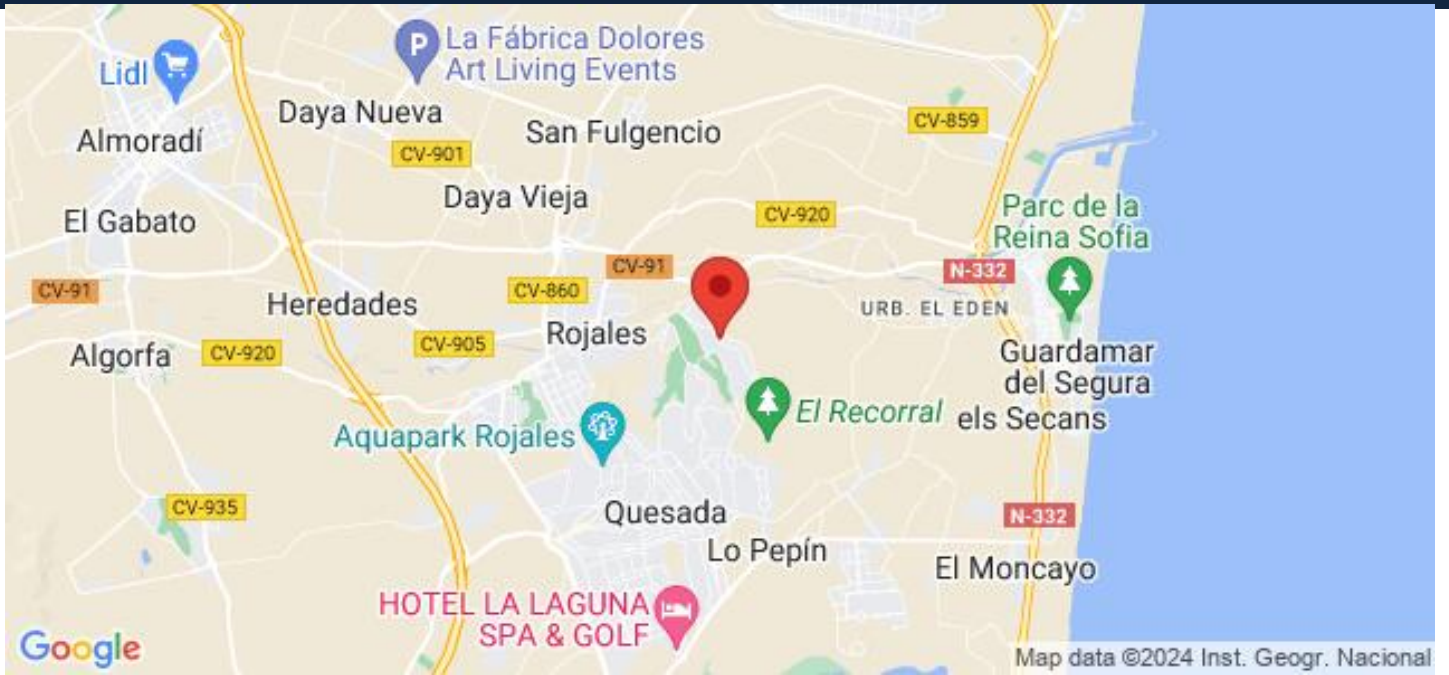 La Fábrica Dolores
Art Living Events
P
Lidl
Daya Nueva
San Fulgencio
CV-859
Almoradí
CV-901
Daya Vieja
CV-920
Parc de la
Reina Sofia
El Gabato
CV-91
N-332
CV-91
CV-860
Heredades
URB. EL EDEN
Rojales
CV-905
Algorfa
CV-920
Guardamar
del Segura
El Recorral
els Secans
Aquapark Rojales
CV-935
Quesada
N-332
Lo Pepín
El Moncayo
HOTEL LA LAGUNA
SPA & GOLF
Google
Map data ©2024 Inst. Geogr. Nacional